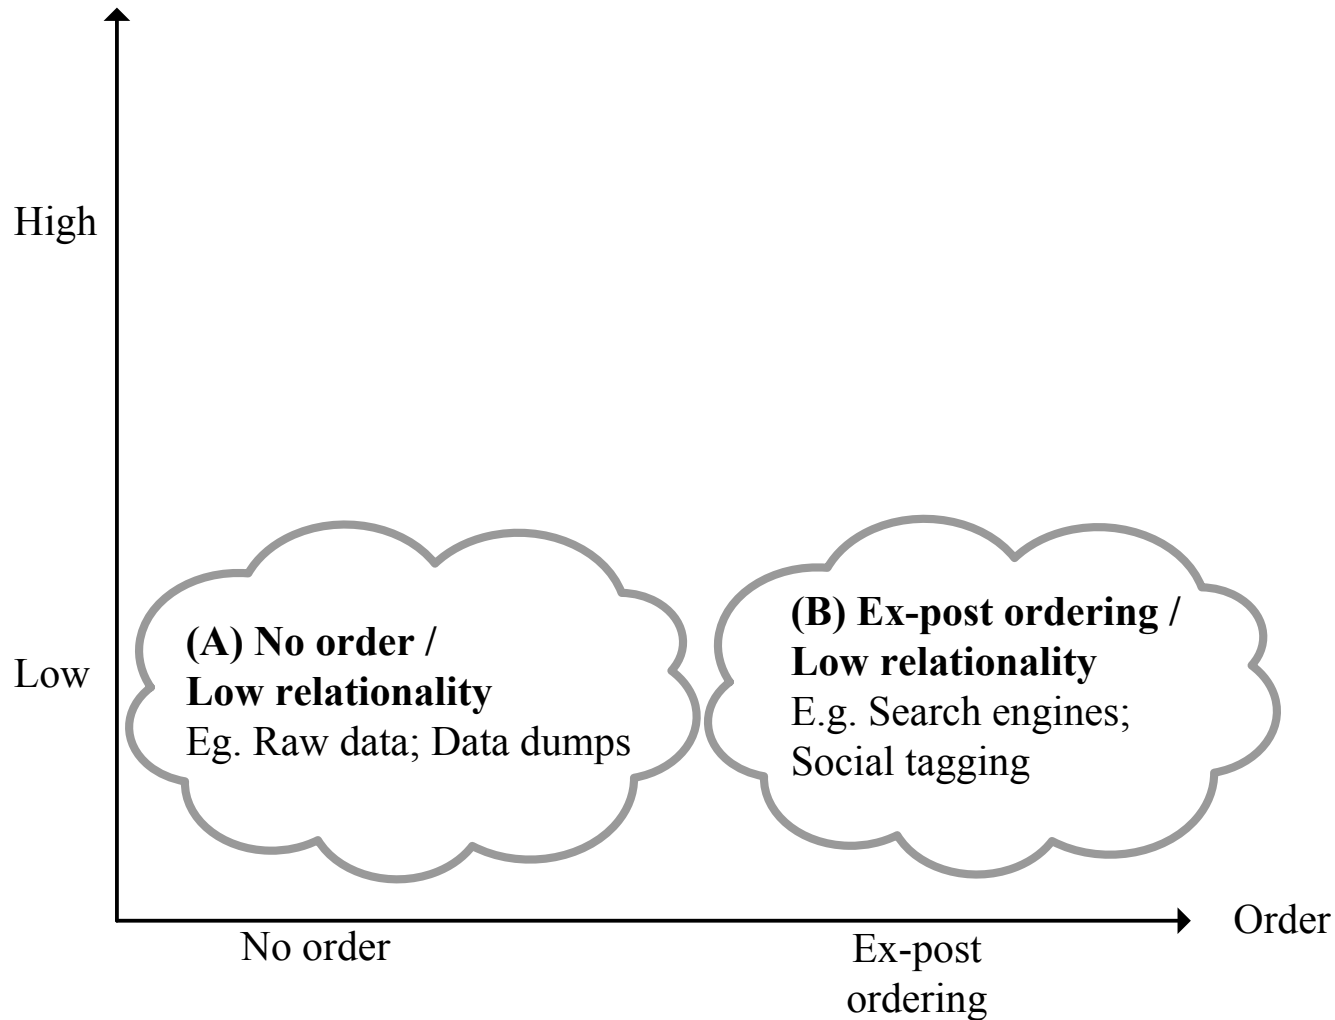 High
(A) No order /
Low relationality
Eg. Raw data; Data dumps
(B) Ex-post ordering /
Low relationality
E.g. Search engines;
Social tagging
Low
Order
No order
Ex-post
ordering